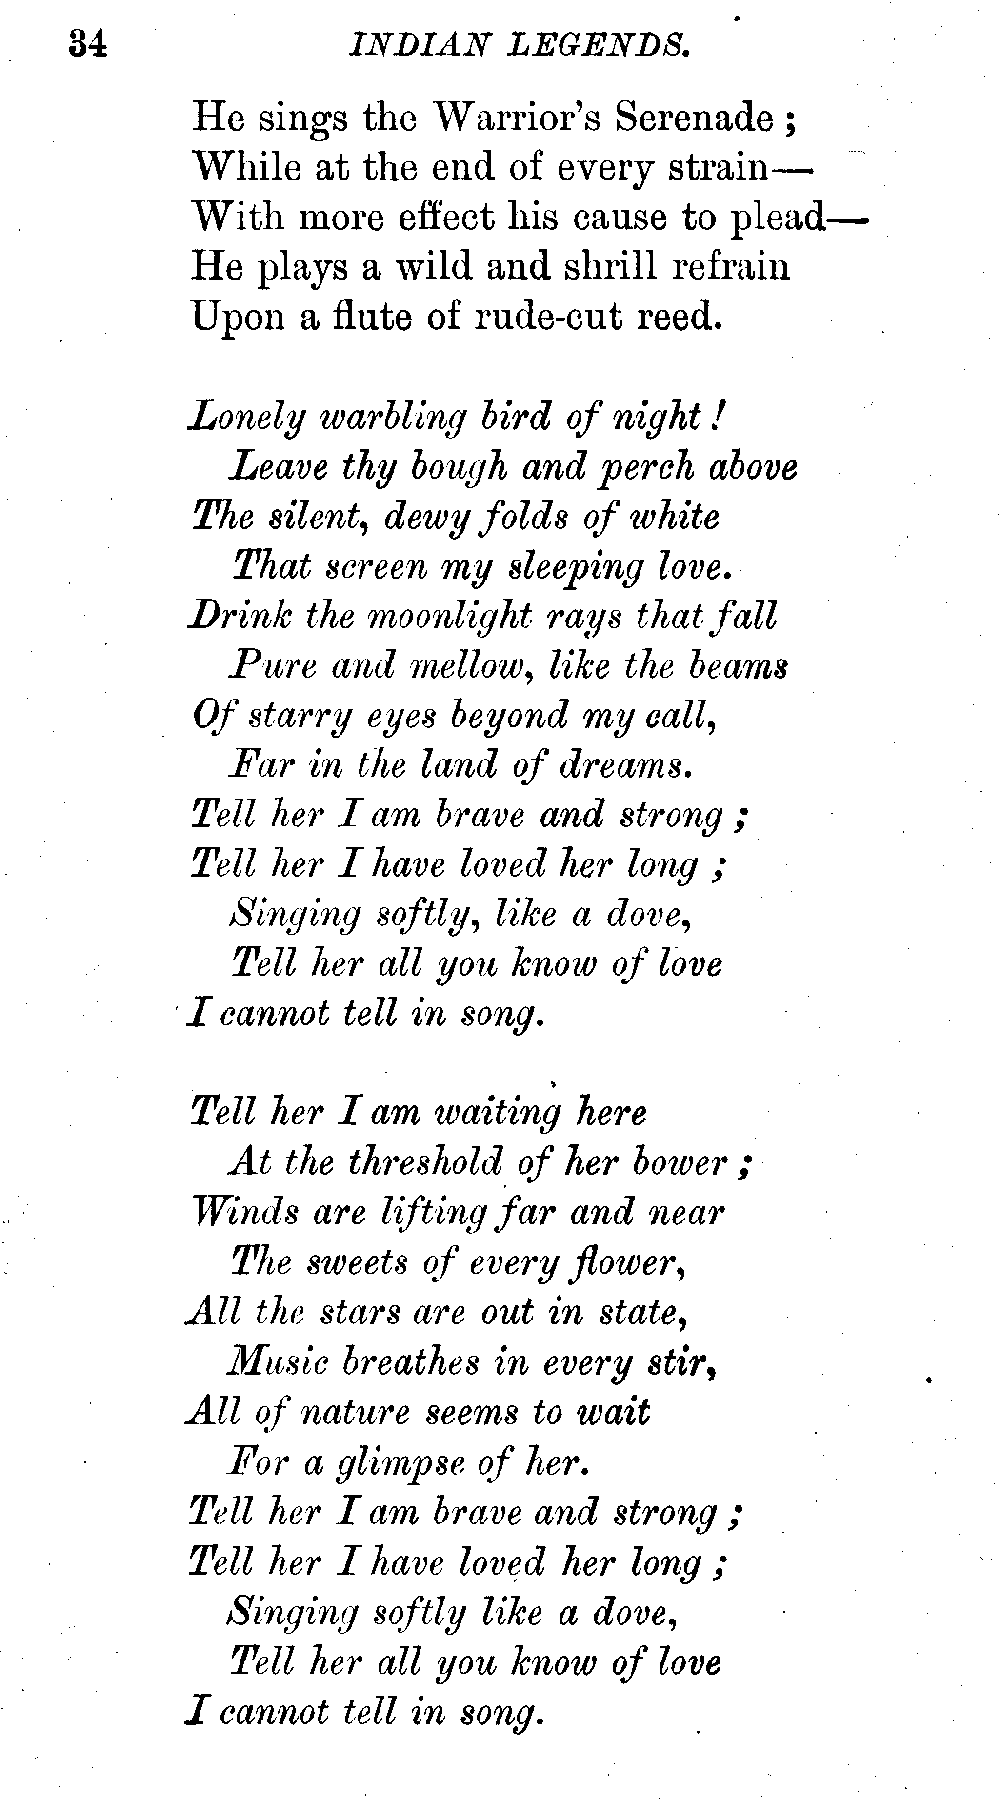 34 INDIAN LEGENDS.
He sings the Warrior's Serenade ;
While at the end of every strain—
With more effect his cause to plead—
He plays a wild and shrill refrain
Upon a flute of rude-cut reed.
Lonely warbling bird of night !
Leave thy bough and perch above
The silent, dewy folds of white
That screen my sleeping love.
Drink the moonlight rays that fall
Pure and mellow, like the beams
Of starry eyes beyond my call,
Far in the land of dreams.
Tell her I am brave and strong ;
Tell her I have loved her long ;
Singing softly, like a dove,
Tell her all you know of love
I cannot tell in song.
Tell her I am waiting here
At the threshold of her bower ;
Winds are lifting far and near
The sweets of every flower,
All the stars are out in state,
Music breathes in every stir,
All of nature seems to wait
For a glimpse of her.
Tell her I am brave and strong ;
Tell her I have loved her long ;
Singing softly like a dove,
Tell her all you know of love
I cannot tell in song.